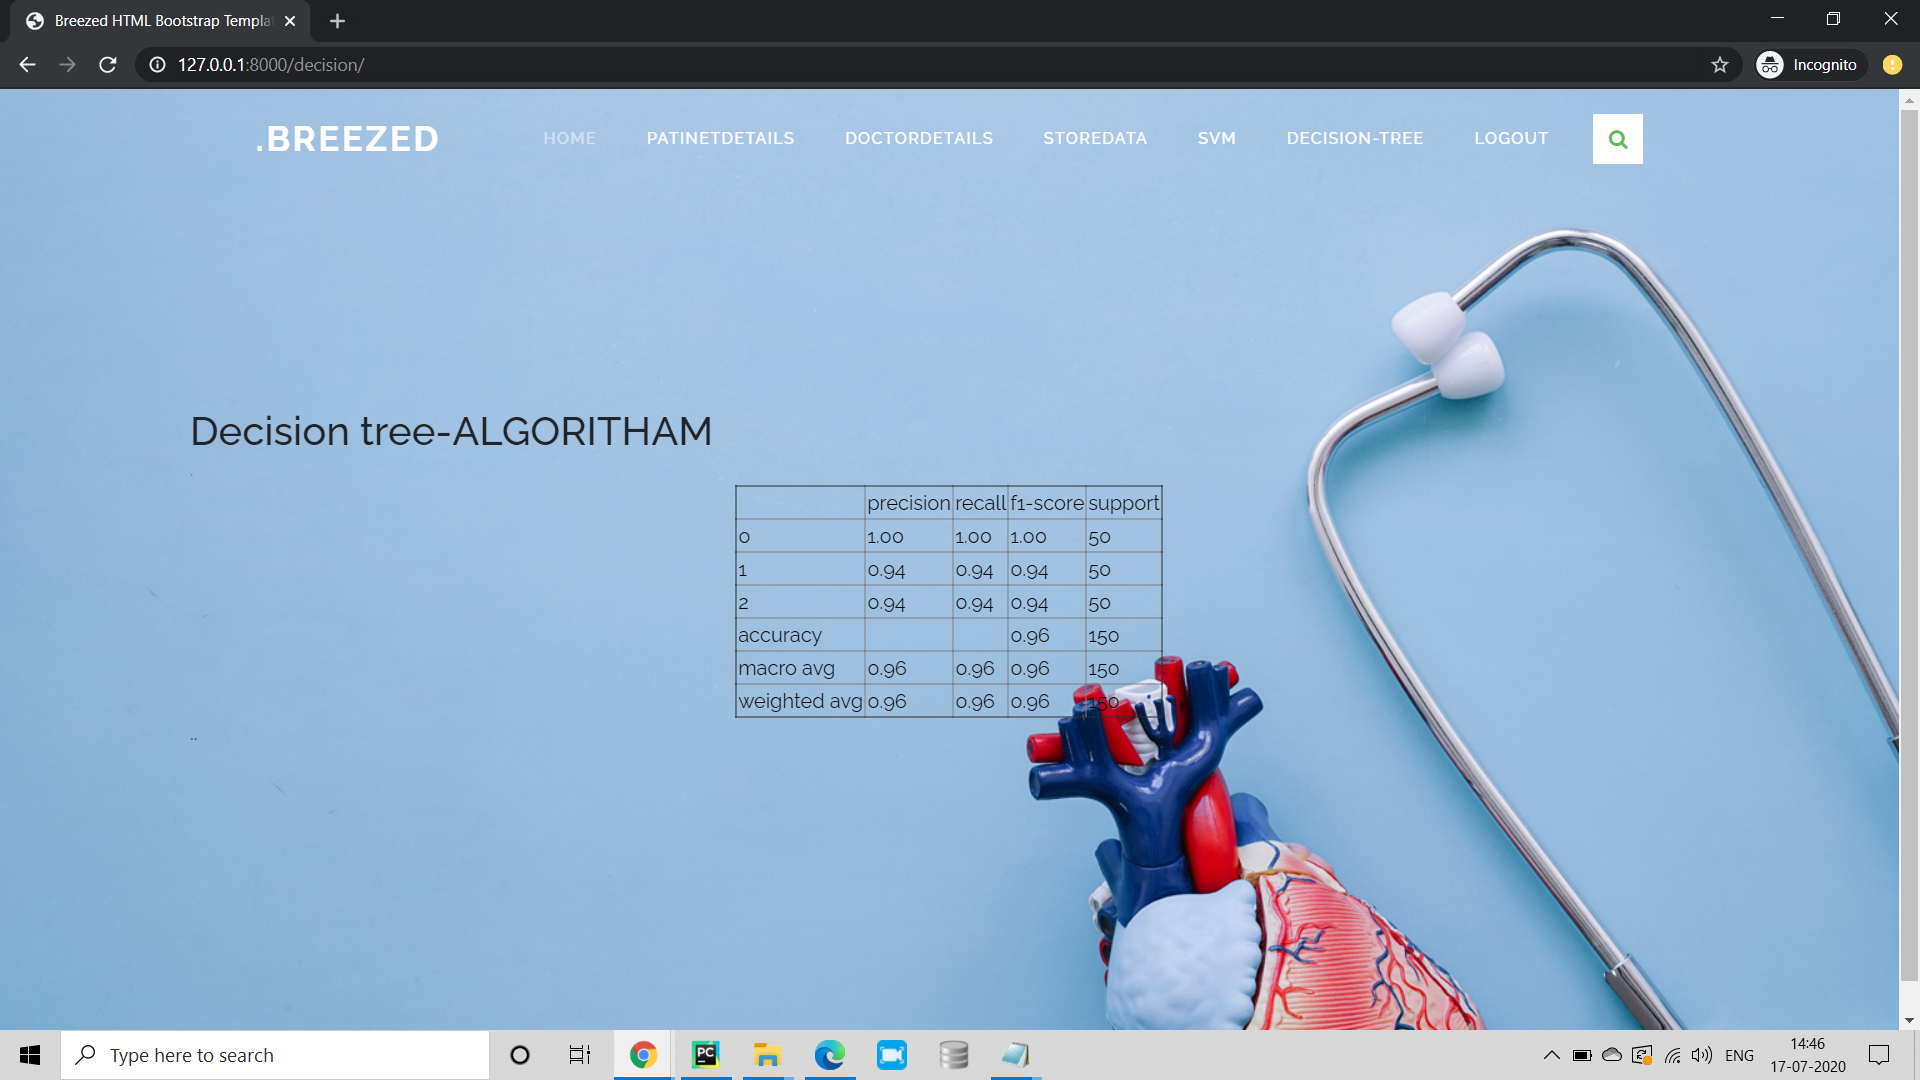 Breezed HTML Bootstrap Templa
127.0.0.1:8000/decision/
Incognito
.BREEZED HOME PATINETDETAILS DOCTORDETAILS STOREDATA SVM DECISION-TREE LOGOUT
Decision tree-ALGORITHAM
.
precision recall f1-score support
0 1.00 1.00 1.00 50
1 0.94 0.94 0.94 50
2 0.94 0.94 0.94 50
accuracy 0.96 150
macro avg 0.96 0.96 0.96 150
weighted avg 0.96 0.96 0.96 150
..
Type here to search
PC
ENG
14:46
17-07-2020